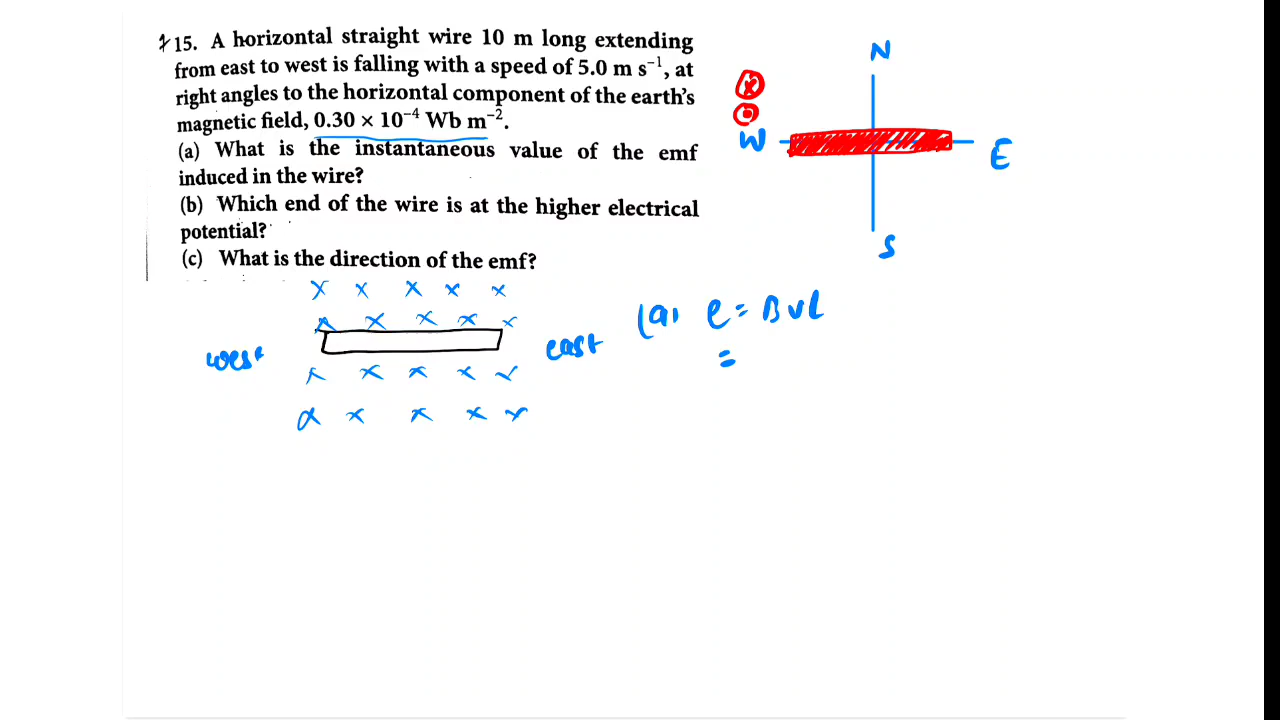 15. A horizontal straight wire 10 m long extending
from east to west is falling with a speed of 5.0 m s⁻¹, at
right angles to the horizontal component of the earth's
magnetic field, 0.30 × 10⁻⁴ Wb m⁻².
(a) What is the instantaneous value of the emf
induced in the wire?
(b) Which end of the wire is at the higher electrical
potential?
(c) What is the direction of the emf?
N
W
E
S
x x x x x
x x x x x
west
east
x x x x x
x x x x x
(a) e = BvL
=